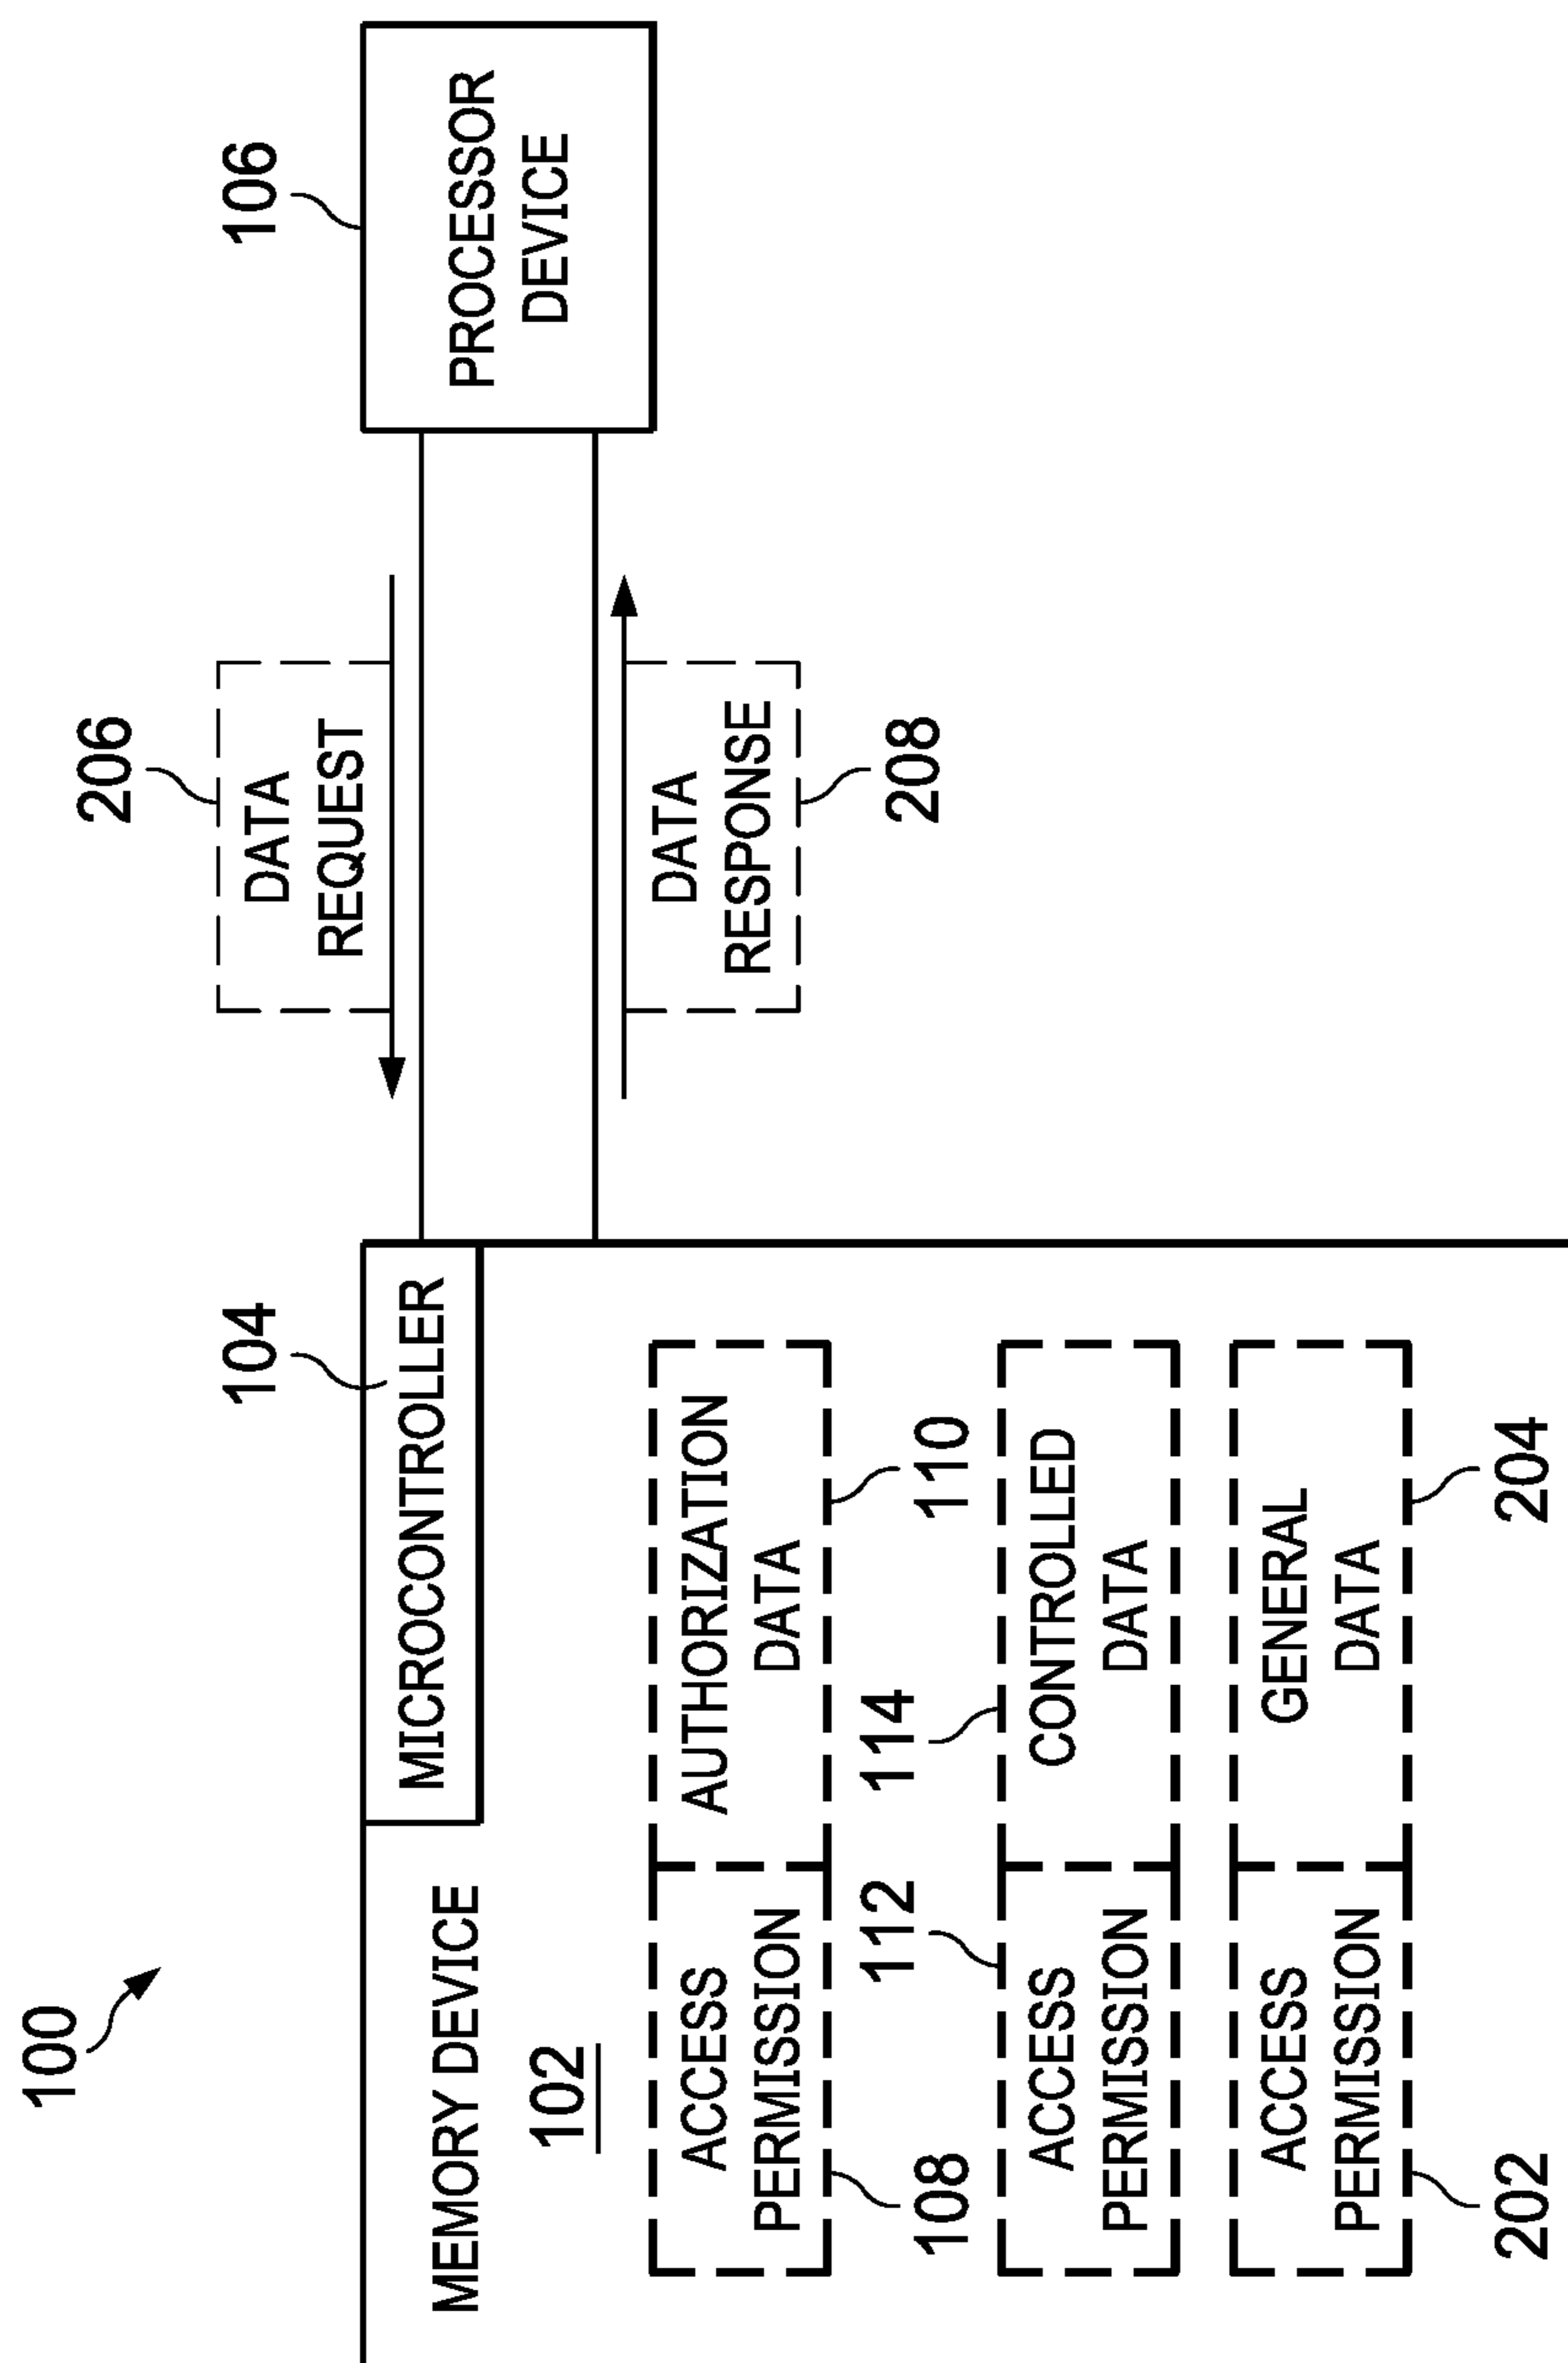 100
104
206
106
MEMORY DEVICE
MICROCONTROLLER
102
DATA
REQUEST
PROCESSOR
DEVICE
ACCESS
PERMISSION
AUTHORIZATION
DATA
DATA
RESPONSE
108
110
208
112
114
ACCESS
PERMISSION
CONTROLLED
DATA
ACCESS
PERMISSION
GENERAL
DATA
202
204